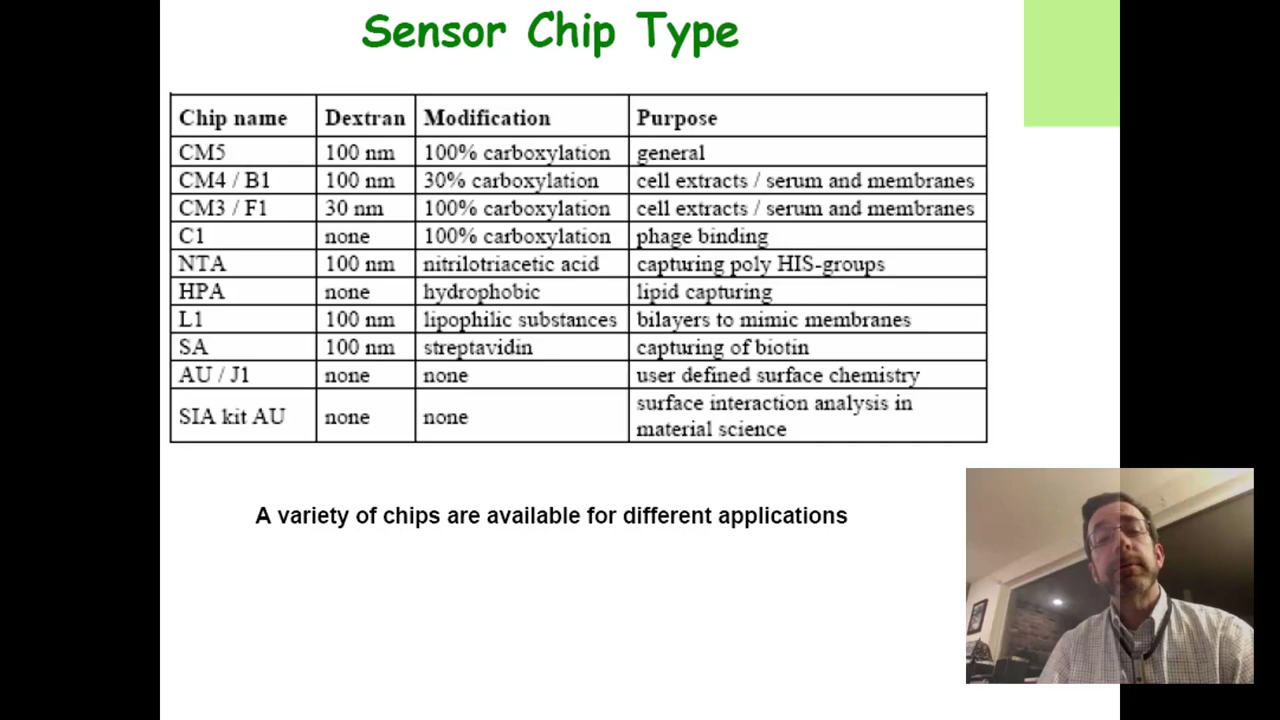 Sensor Chip Type
Chip name Dextran Modification Purpose
CM5 100 nm 100% carboxylation general
CM4 / B1 100 nm 30% carboxylation cell extracts / serum and membranes
CM3 / F1 30 nm 100% carboxylation cell extracts / serum and membranes
C1 none 100% carboxylation phage binding
NTA 100 nm nitrilotriacetic acid capturing poly HIS-groups
HPA none hydrophobic lipid capturing
L1 100 nm lipophilic substances bilayers to mimic membranes
SA 100 nm streptavidin capturing of biotin
AU / J1 none none user defined surface chemistry
SIA kit AU none none surface interaction analysis in
material science
A variety of chips are available for different applications